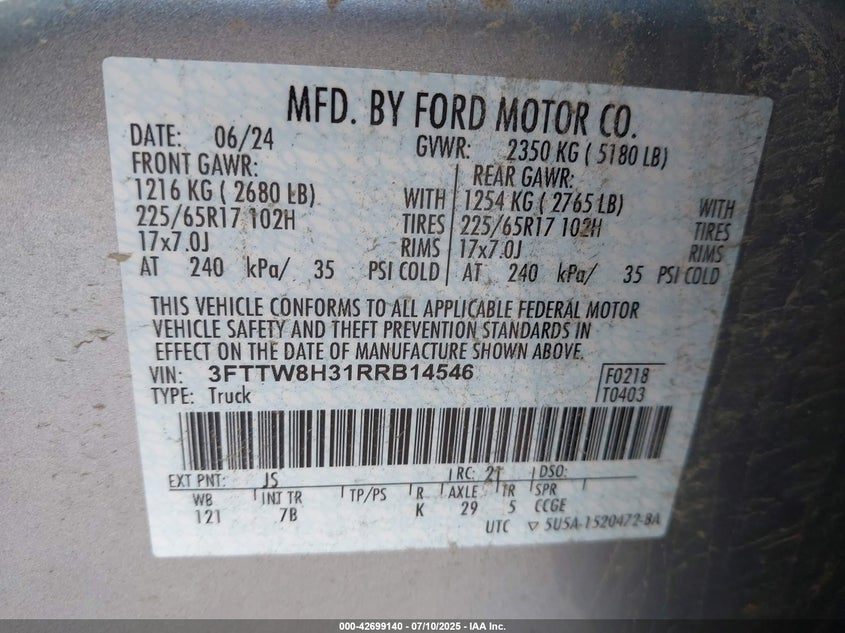 MFD. BY FORD MOTOR CO.
DATE: 06/24 GVWR: 2350 KG ( 5180 LB)
FRONT GAWR: REAR GAWR:
1216 KG ( 2680 LB) WITH 1254 KG ( 2765 LB) WITH
225/65R17 102H TIRES 225/65R17 102H TIRES
17x7.0J RIMS 17x7.0J RIMS
AT 240 kPa/ 35 PSI COLD AT 240 kPa/ 35 PSI COLD
THIS VEHICLE CONFORMS TO ALL APPLICABLE FEDERAL MOTOR
VEHICLE SAFETY AND THEFT PREVENTION STANDARDS IN
EFFECT ON THE DATE OF MANUFACTURE SHOWN ABOVE.
VIN: 3FTTW8H31RRB14546 F0218
TYPE: Truck T0403
EXT PNT: JS RC: 21 DSO:
WB INT TR TP/PS R AXLE TR SPR
121 7B K 29 5 CCGE
UTC ▽ 5U5A-1520472-BA
000-42699140 - 07/10/2025 - IAA Inc.